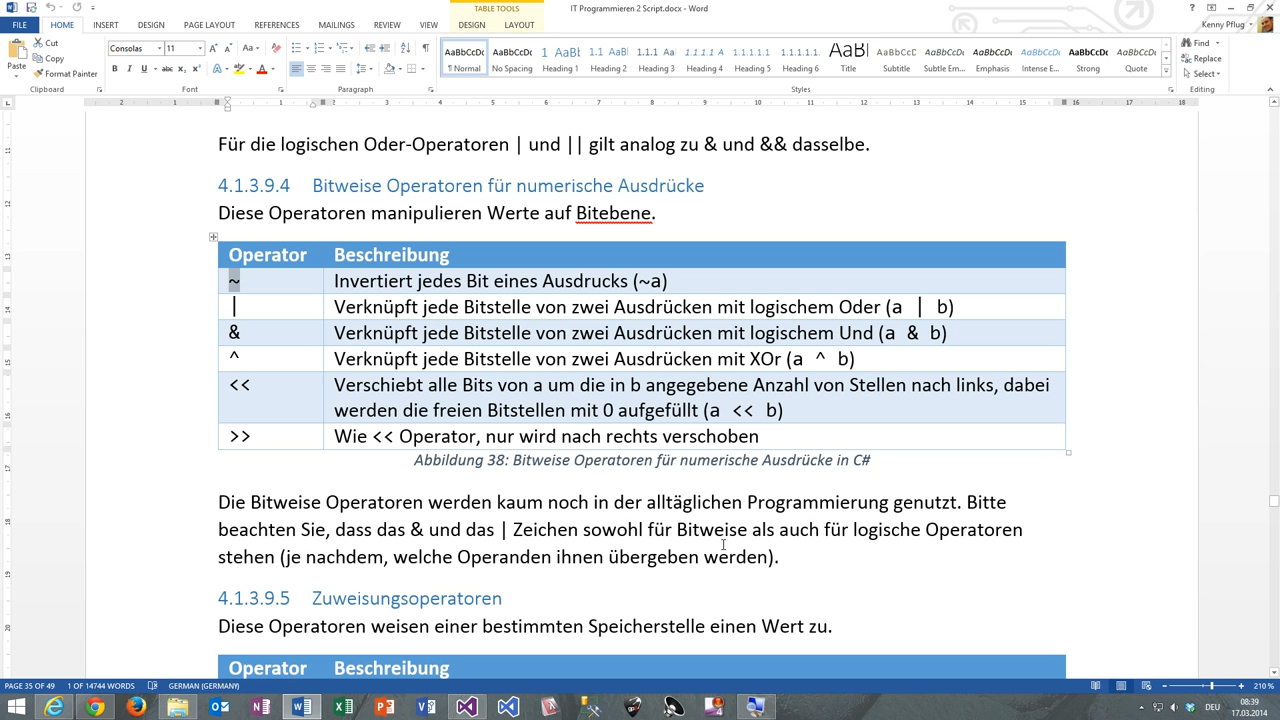 TABLE TOOLS
IT Programmieren 2 Script.docx - Word
FILE HOME INSERT DESIGN PAGE LAYOUT REFERENCES MAILINGS REVIEW VIEW DESIGN LAYOUT
Kenny Pflug
Paste
Cut
Copy
Format Painter
Clipboard
Consolas 11
Font
Paragraph
AaBbCcDc AaBbCcDc 1 AaBb 1.1 AaBb 1.1.1 AaB
¶ Normal No Spacing Heading 1 Heading 2 Heading 3 Heading 4 Heading 5 Heading 6 Title Subtitle Subtle Em... Emphasis Intense E... Strong Quote
Styles
Find
Replace
Select
Editing
Für die logischen Oder-Operatoren | und || gilt analog zu & und && dasselbe.
4.1.3.9.4 Bitweise Operatoren für numerische Ausdrücke
Diese Operatoren manipulieren Werte auf Bitebene.
Operator Beschreibung
~ Invertiert jedes Bit eines Ausdrucks (~a)
| Verknüpft jede Bitstelle von zwei Ausdrücken mit logischem Oder (a | b)
& Verknüpft jede Bitstelle von zwei Ausdrücken mit logischem Und (a & b)
^ Verknüpft jede Bitstelle von zwei Ausdrücken mit XOr (a ^ b)
<< Verschiebt alle Bits von a um die in b angegebene Anzahl von Stellen nach links, dabei
werden die freien Bitstellen mit 0 aufgefüllt (a << b)
>> Wie << Operator, nur wird nach rechts verschoben
Abbildung 38: Bitweise Operatoren für numerische Ausdrücke in C#
Die Bitweise Operatoren werden kaum noch in der alltäglichen Programmierung genutzt. Bitte
beachten Sie, dass das & und das | Zeichen sowohl für Bitweise als auch für logische Operatoren
stehen (je nachdem, welche Operanden ihnen übergeben werden).
4.1.3.9.5 Zuweisungsoperatoren
Diese Operatoren weisen einer bestimmten Speicherstelle einen Wert zu.
Operator Beschreibung
PAGE 35 OF 49 1 OF 14744 WORDS GERMAN (GERMANY) 210 %
DEU
08:39
17.03.2014